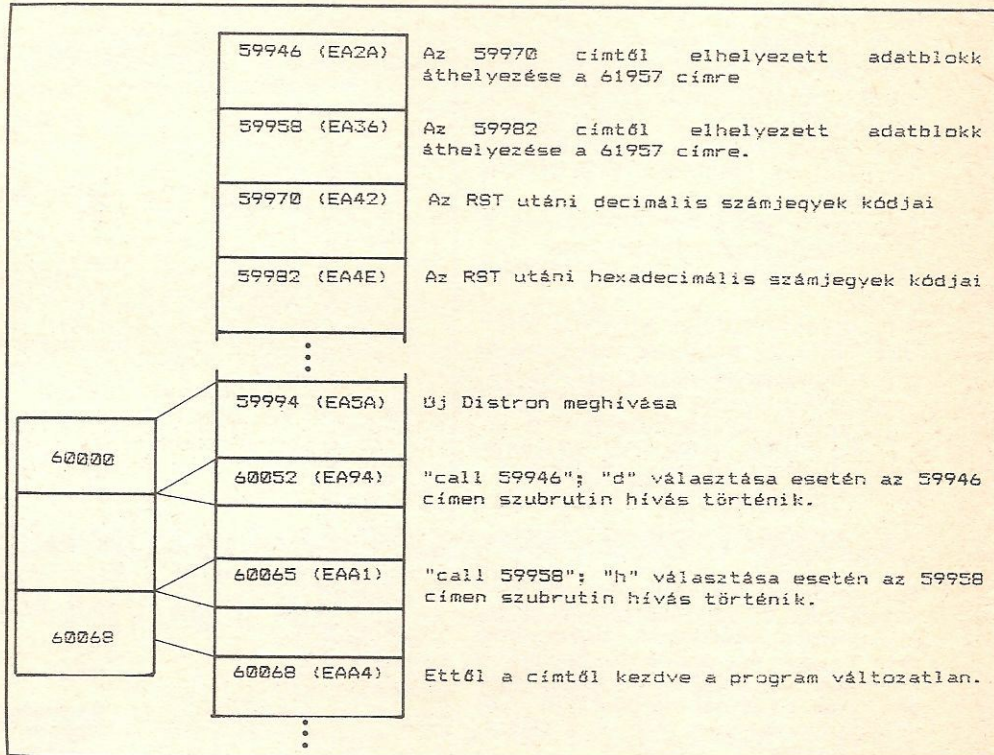 59946 (EA2A)
Az 59970 címtől elhelyezett adatblokk
áthelyezése a 61957 címre
59958 (EA36)
Az 59982 címtől elhelyezett adatblokk
áthelyezése a 61957 címre.
59970 (EA42)
Az RST utáni decimális számjegyek kódjai
59982 (EA4E)
Az RST utáni hexadecimális számjegyek kódjai
59994 (EA5A)
Új Distron meghívása
60000
60052 (EA94)
"call 59946"; "d" választása esetén az 59946
címen szubrutin hívás történik.
60065 (EAA1)
"call 59958"; "h" választása esetén az 59958
címen szubrutin hívás történik.
60068
60068 (EAA4)
Ettől a címtől kezdve a program változatlan.